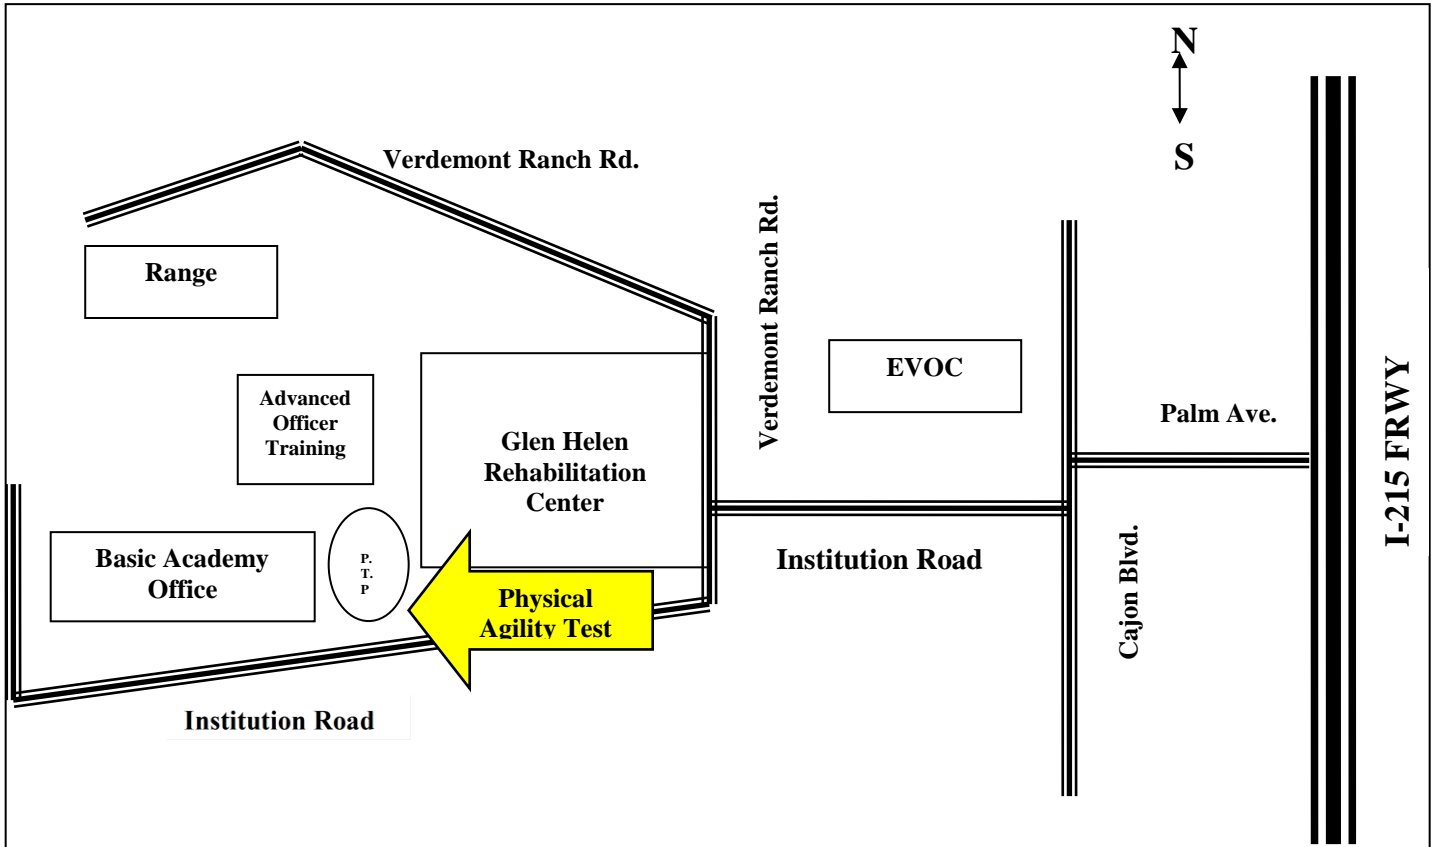 N
S
Verdemont Ranch Rd.
Verdemont Ranch Rd.
Range
EVOC
Advanced
Officer
Training
Glen Helen
Rehabilitation
Center
Palm Ave.
I-215 FRWY
Basic Academy
Office
P.
T.
P
Physical
Agility Test
Institution Road
Cajon Blvd.
Institution Road